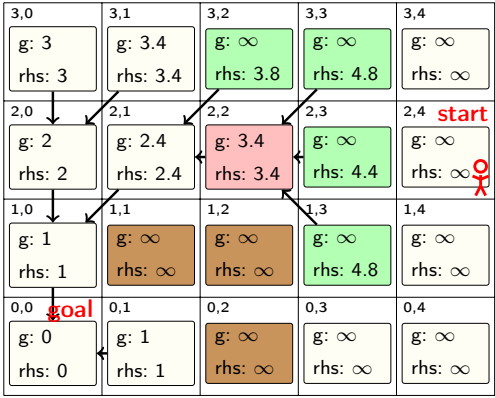 3,0 3,1 3,2 3,3 3,4
g: 3 g: 3.4 g: ∞ g: ∞ g: ∞
rhs: 3 rhs: 3.4 rhs: 3.8 rhs: 4.8 rhs: ∞
2,0 2,1 2,2 2,3 2,4
start
g: 2 g: 2.4 g: 3.4 g: ∞ g: ∞
rhs: 2 rhs: 2.4 rhs: 3.4 rhs: 4.4 rhs: ∞
1,0 1,1 1,2 1,3 1,4
g: 1 g: ∞ g: ∞ g: ∞ g: ∞
rhs: 1 rhs: ∞ rhs: ∞ rhs: 4.8 rhs: ∞
0,0 0,1 0,2 0,3 0,4
goal
g: 0 g: 1 g: ∞ g: ∞ g: ∞
rhs: 0 rhs: 1 rhs: ∞ rhs: ∞ rhs: ∞